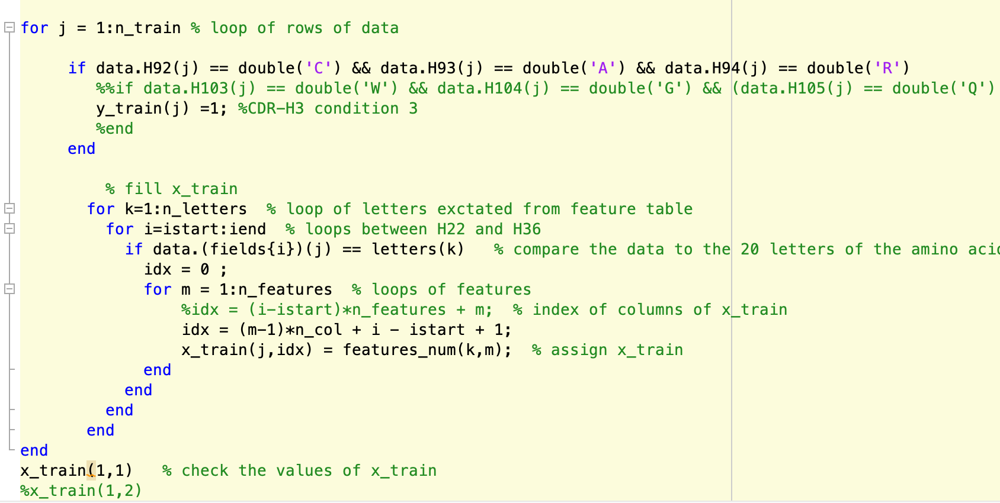 for j = 1:n_train % loop of rows of data
if data.H92(j) == double('C') && data.H93(j) == double('A') && data.H94(j) == double('R')
%%if data.H103(j) == double('W') && data.H104(j) == double('G') && (data.H105(j) == double('Q')
y_train(j) =1; %CDR-H3 condition 3
%end
end
% fill x_train
for k=1:n_letters % loop of letters exctated from feature table
for i=istart:iend % loops between H22 and H36
if data.(fields{i})(j) == letters(k) % compare the data to the 20 letters of the amino
idx = 0 ;
for m = 1:n_features % loops of features
%idx = (i-istart)*n_features + m; % index of columns of x_train
idx = (m-1)*n_col + i - istart + 1;
x_train(j,idx) = features_num(k,m); % assign x_train
end
end
end
end
end
x_train(1,1) % check the values of x_train
%x_train(1,2)